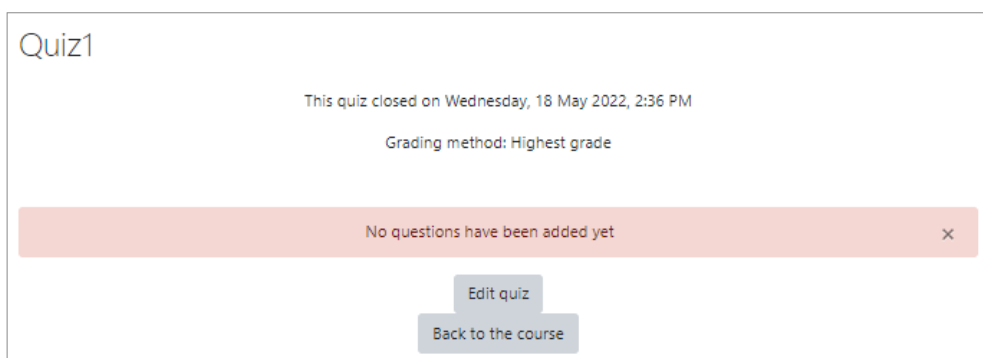 Quiz1
This quiz closed on Wednesday, 18 May 2022, 2:36 PM
Grading method: Highest grade
No questions have been added yet ×
Edit quiz
Back to the course